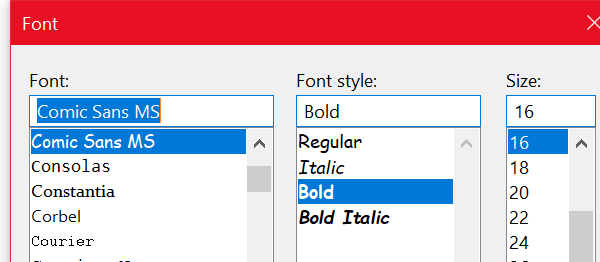 Font
Font: Font style: Size:
Comic Sans MS Bold 16
Comic Sans MS Regular 16
Consolas Italic 18
Constantia Bold 20
Corbel Bold Italic 22
Courier 24
26